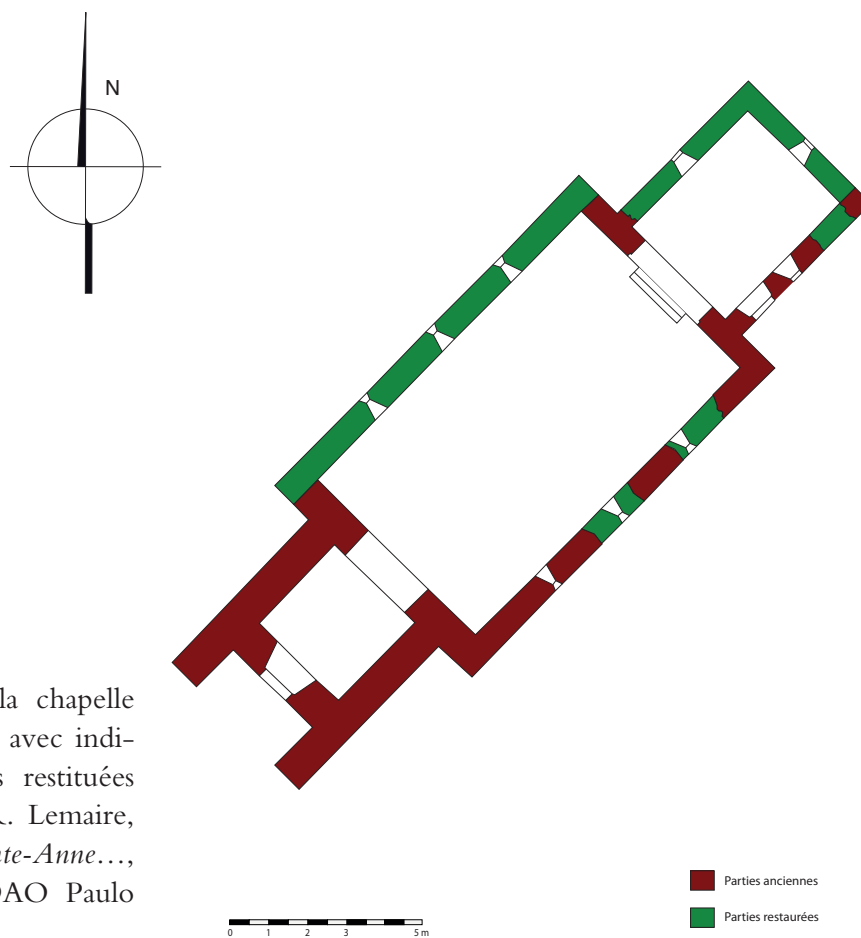 N
la chapelle
avec indi-
s restituées
. Lemaire,
te-Anne…,
AO Paulo
Parties anciennes
Parties restaurées
0 1 2 3 5 m